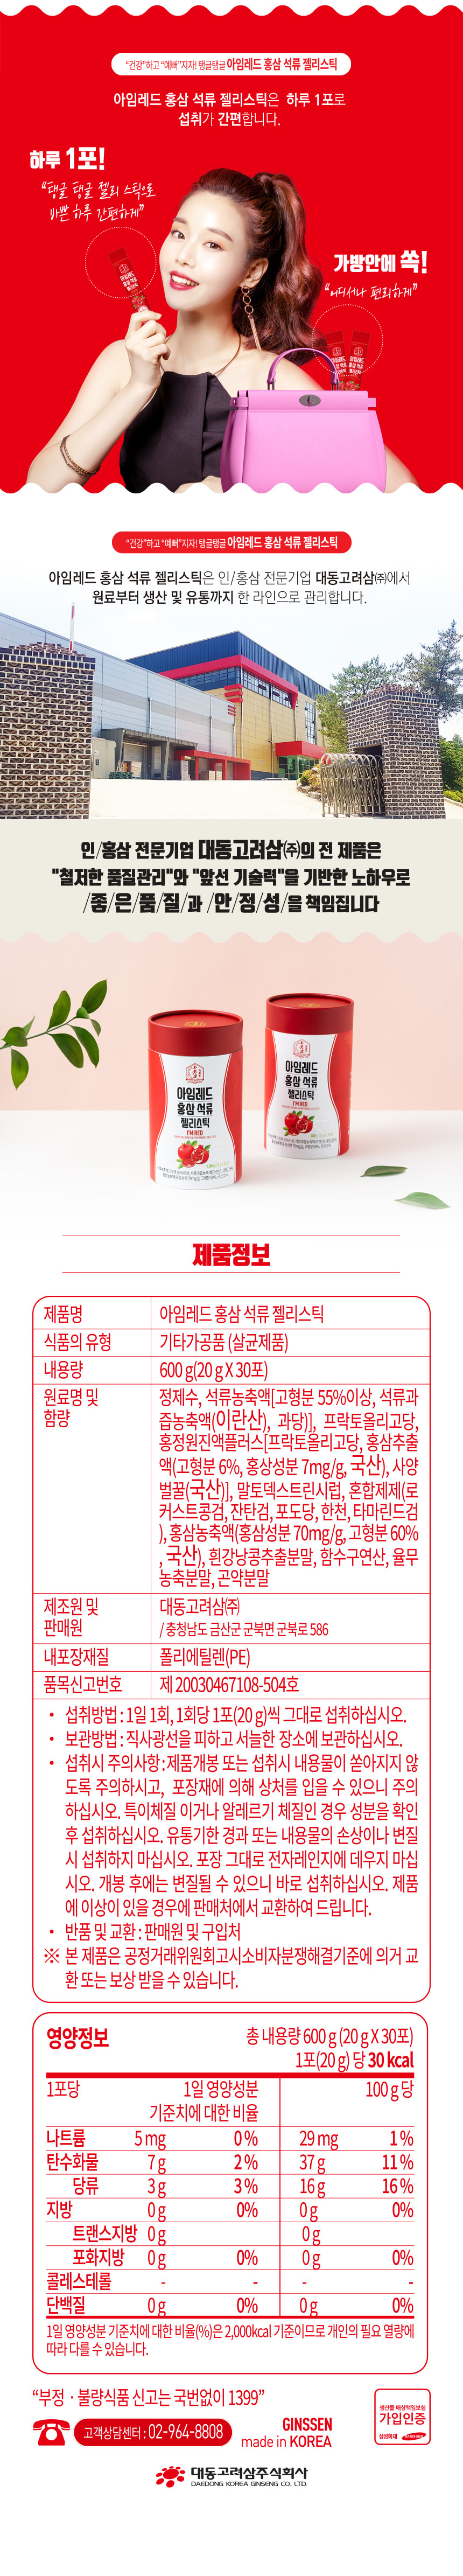 "건강"하고 "예뻐"지자! 탱글탱글 아임레드 홍삼 석류 젤리스틱
아임레드 홍삼 석류 젤리스틱은 하루 1포로
섭취가 간편합니다.
하루 1포!
"탱글 탱글 젤리 스틱으로
바쁜 하루 간편하게"
가방안에 쏙!
"어디서나 편리하게"
"건강"하고 "예뻐"지자! 탱글탱글 아임레드 홍삼 석류 젤리스틱
아임레드 홍삼 석류 젤리스틱은 인/홍삼 전문기업 대동고려삼㈜에서
원료부터 생산 및 유통까지 한 라인으로 관리합니다.
인/홍삼 전문기업 대동고려삼㈜의 전 제품은
"철저한 품질관리"와 "앞선 기술력"을 기반한 노하우로
/종/은/품/질/과 /안/정/성/을 책임집니다
아임레드
홍삼 석류
젤리스틱
I'M RED
아임레드
홍삼 석류
젤리스틱
I'M RED
제품정보
제품명 아임레드 홍삼 석류 젤리스틱
식품의 유형 기타가공품 (살균제품)
내용량 600 g(20 g X 30포)
원료명 및 함량 정제수, 석류농축액[고형분 55%이상, 석류과
즙농축액(이란산), 과당)], 프락토올리고당,
홍정원진액플러스[프락토올리고당, 홍삼추출
액(고형분 6%, 홍삼성분 7mg/g, 국산), 사양
벌꿀(국산)], 말토덱스트린시럽, 혼합제제(로
커스트콩검, 잔탄검, 포도당, 한천, 타마린드검
), 홍삼농축액(홍삼성분 70mg/g, 고형분 60%
, 국산), 흰강낭콩추출분말, 함수구연산, 율무
농축분말, 곤약분말
제조원 및 판매원 대동고려삼㈜
/ 충청남도 금산군 군북면 군북로 586
내포장재질 폴리에틸렌(PE)
품목신고번호 제 20030467108-504호
• 섭취방법 : 1일 1회, 1회당 1포(20 g)씩 그대로 섭취하십시오.
• 보관방법 : 직사광선을 피하고 서늘한 장소에 보관하십시오.
• 섭취시 주의사항 : 제품개봉 또는 섭취시 내용물이 쏟아지지 않
도록 주의하시고, 포장재에 의해 상처를 입을 수 있으니 주의
하십시오. 특이체질 이거나 알레르기 체질인 경우 성분을 확인
후 섭취하십시오. 유통기한 경과 또는 내용물의 손상이나 변질
시 섭취하지 마십시오. 포장 그대로 전자레인지에 데우지 마십
시오. 개봉 후에는 변질될 수 있으니 바로 섭취하십시오. 제품
에 이상이 있을 경우에 판매처에서 교환하여 드립니다.
• 반품 및 교환 : 판매원 및 구입처
※ 본 제품은 공정거래위원회고시소비자분쟁해결기준에 의거 교
환 또는 보상 받을 수 있습니다.
영양정보 총 내용량 600 g (20 g X 30포)
1포(20 g) 당 30 kcal
1포당 1일 영양성분 100 g 당
기준치에 대한 비율
나트륨 5 mg 0 % 29 mg 1 %
탄수화물 7 g 2 % 37 g 11 %
당류 3 g 3 % 16 g 16 %
지방 0 g 0% 0 g 0%
트랜스지방 0 g 0 g
포화지방 0 g 0% 0 g 0%
콜레스테롤 - - - -
단백질 0 g 0% 0 g 0%
1일 영양성분 기준치에 대한 비율(%)은 2,000kcal 기준이므로 개인의 필요 열량에
따라 다를 수 있습니다.
"부정 · 불량식품 신고는 국번없이 1399"
고객상담센터 : 02-964-8808
GINSSEN
made in KOREA
생산물 배상책임보험
가입인증
삼성화재 SAMSUNG
대동고려삼주식회사
DAEDONG KOREA GINSENG CO., LTD.